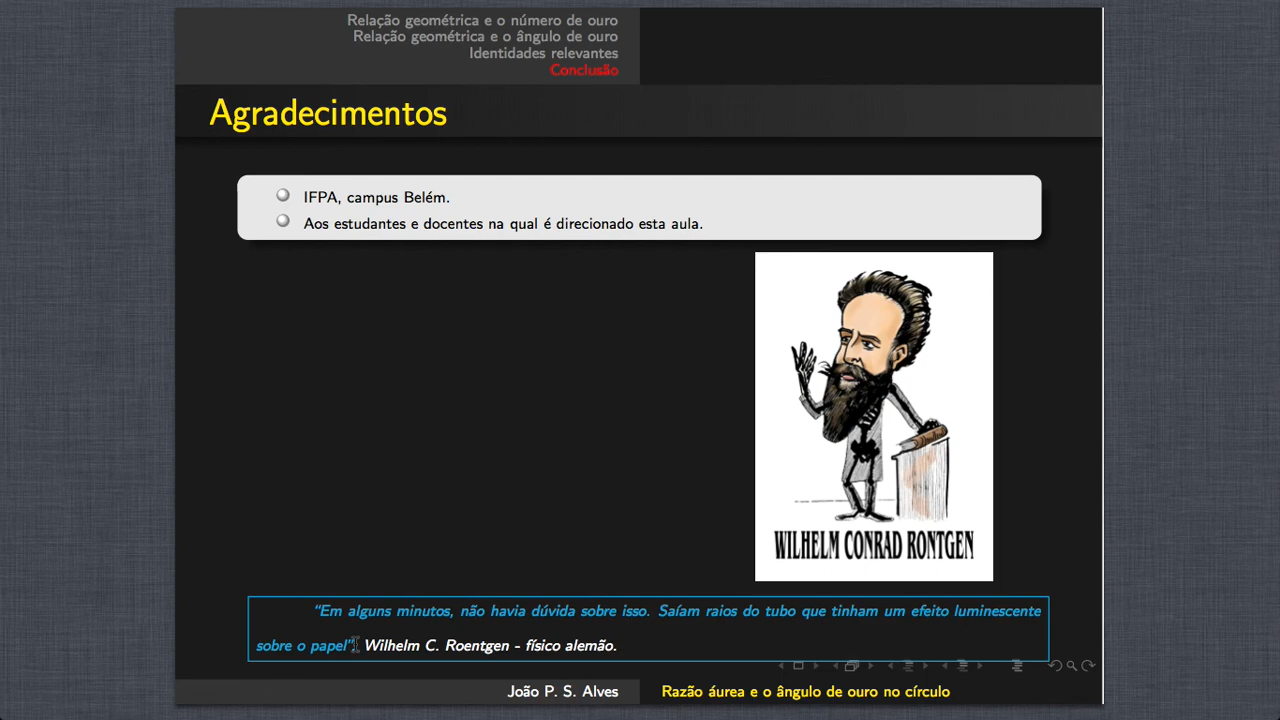 Relação geométrica e o número de ouro
Relação geométrica e o ângulo de ouro
Identidades relevantes
Conclusão
Agradecimentos
IFPA, campus Belém.
Aos estudantes e docentes na qual é direcionado esta aula.
WILHELM CONRAD RONTGEN
“Em alguns minutos, não havia dúvida sobre isso. Saíam raios do tubo que tinham um efeito luminescente
sobre o papel”. Wilhelm C. Roentgen - físico alemão.
João P. S. Alves
Razão áurea e o ângulo de ouro no círculo